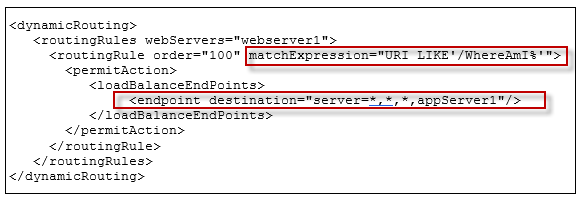 <dynamicRouting>
<routingRules webServers="webserver1">
<routingRule order="100" matchExpression="URI LIKE'/WhereAmI%'">
<permitAction>
<loadBalanceEndPoints>
<endpoint destination="server=*,*,*,appServer1"/>
</loadBalanceEndPoints>
</permitAction>
</routingRule>
</routingRules>
</dynamicRouting>